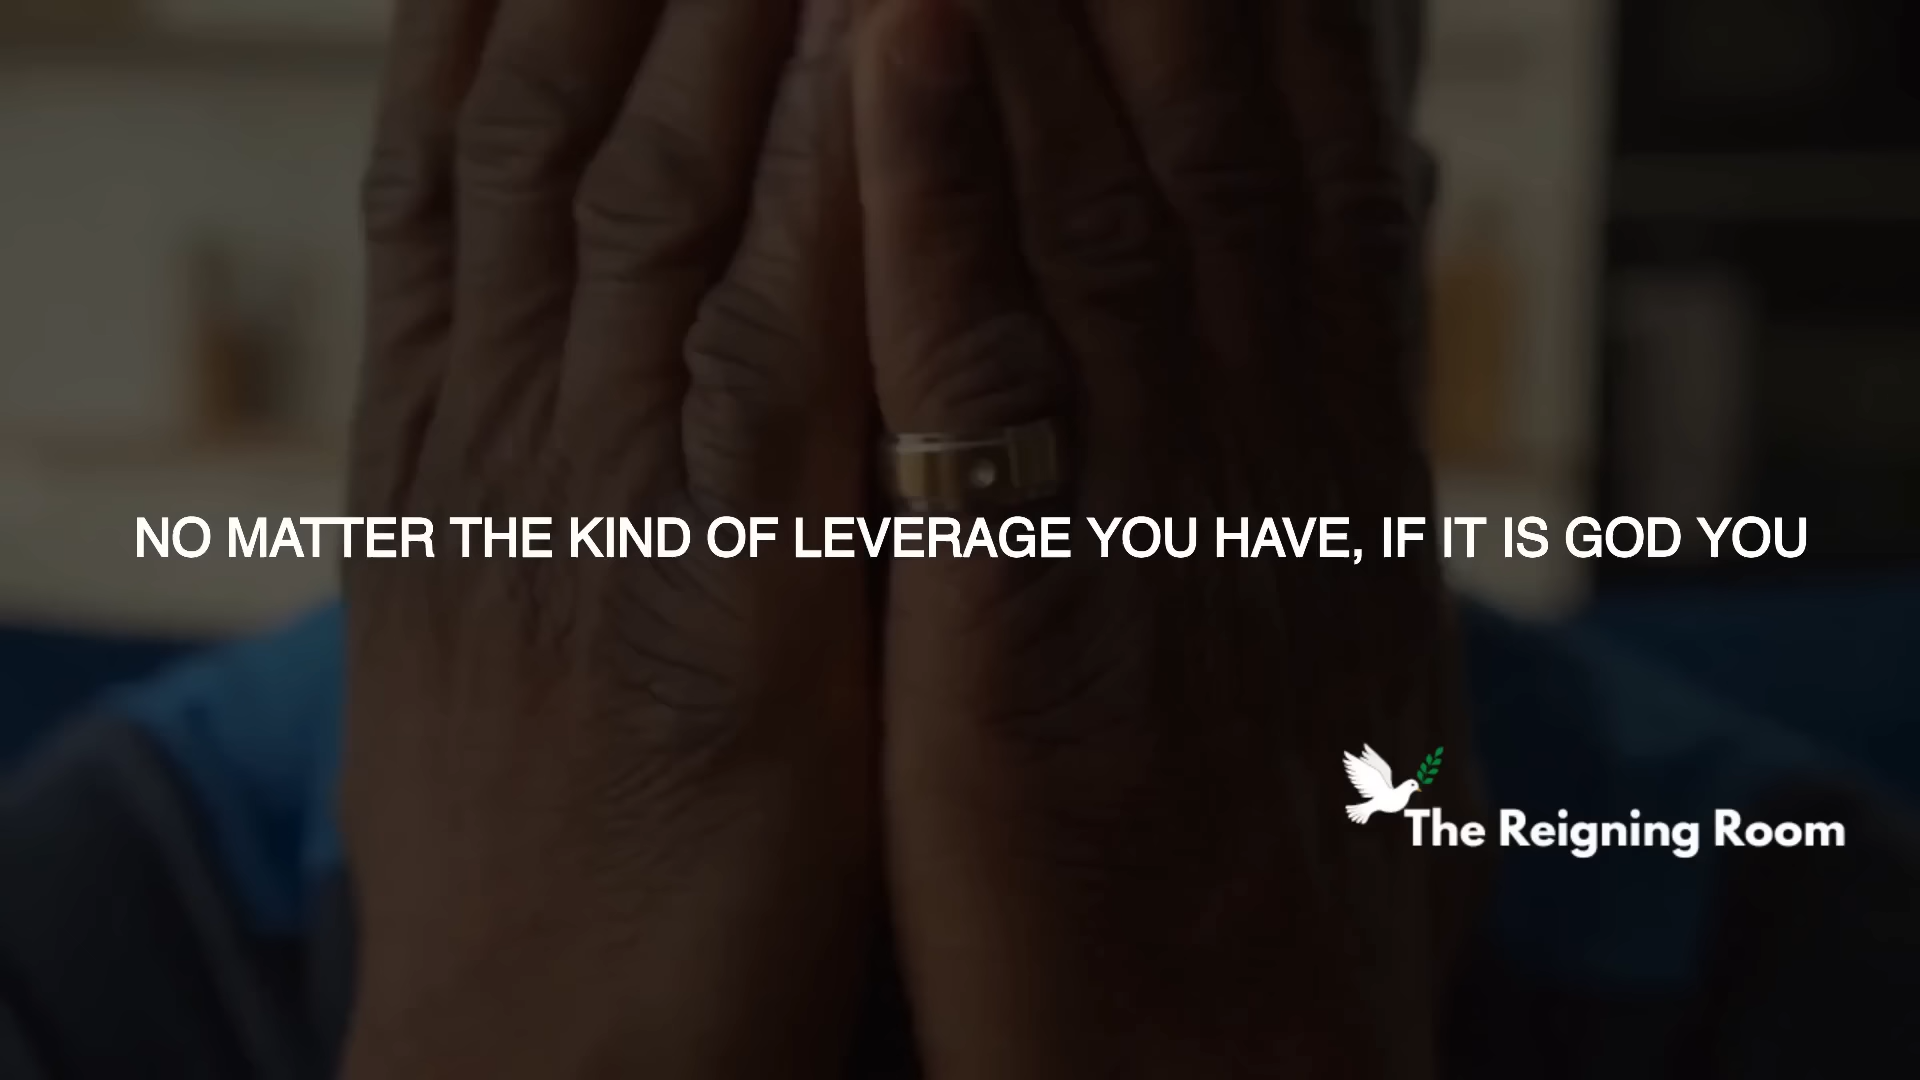 NO MATTER THE KIND OF LEVERAGE YOU HAVE, IF IT IS GOD YOU
The Reigning Room